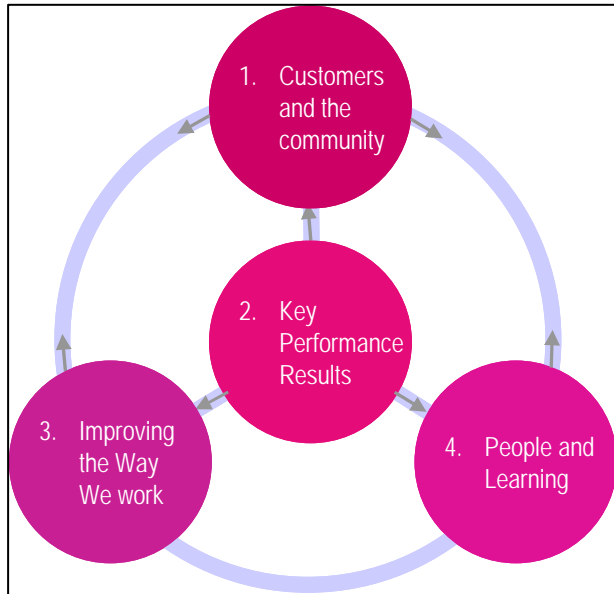 1. Customers
and the
community
2. Key
Performance
Results
3. Improving
the Way
We work
4. People and
Learning